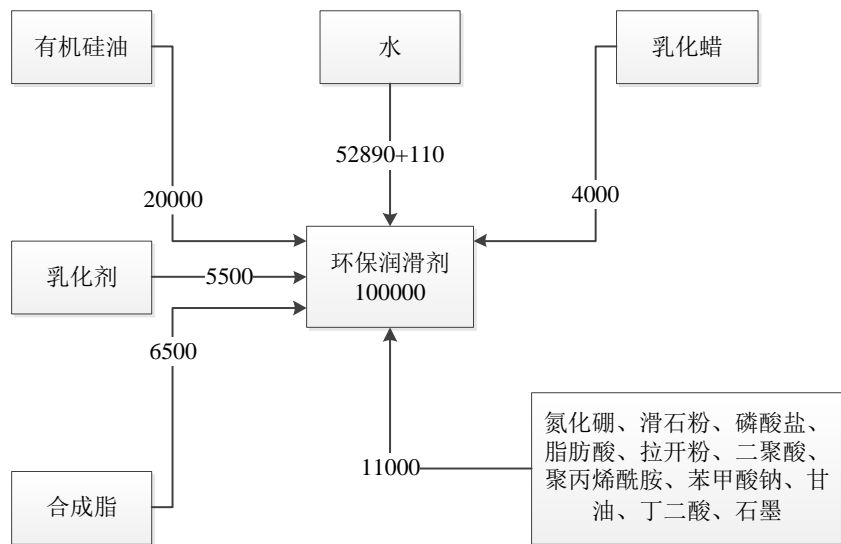 有机硅油
水
乳化蜡
52890+110
20000
4000
乳化剂
5500
环保润滑剂
100000
6500
合成脂
11000
氮化硼、滑石粉、磷酸盐、
脂肪酸、拉开粉、二聚酸、
聚丙烯酰胺、苯甲酸钠、甘
油、丁二酸、石墨